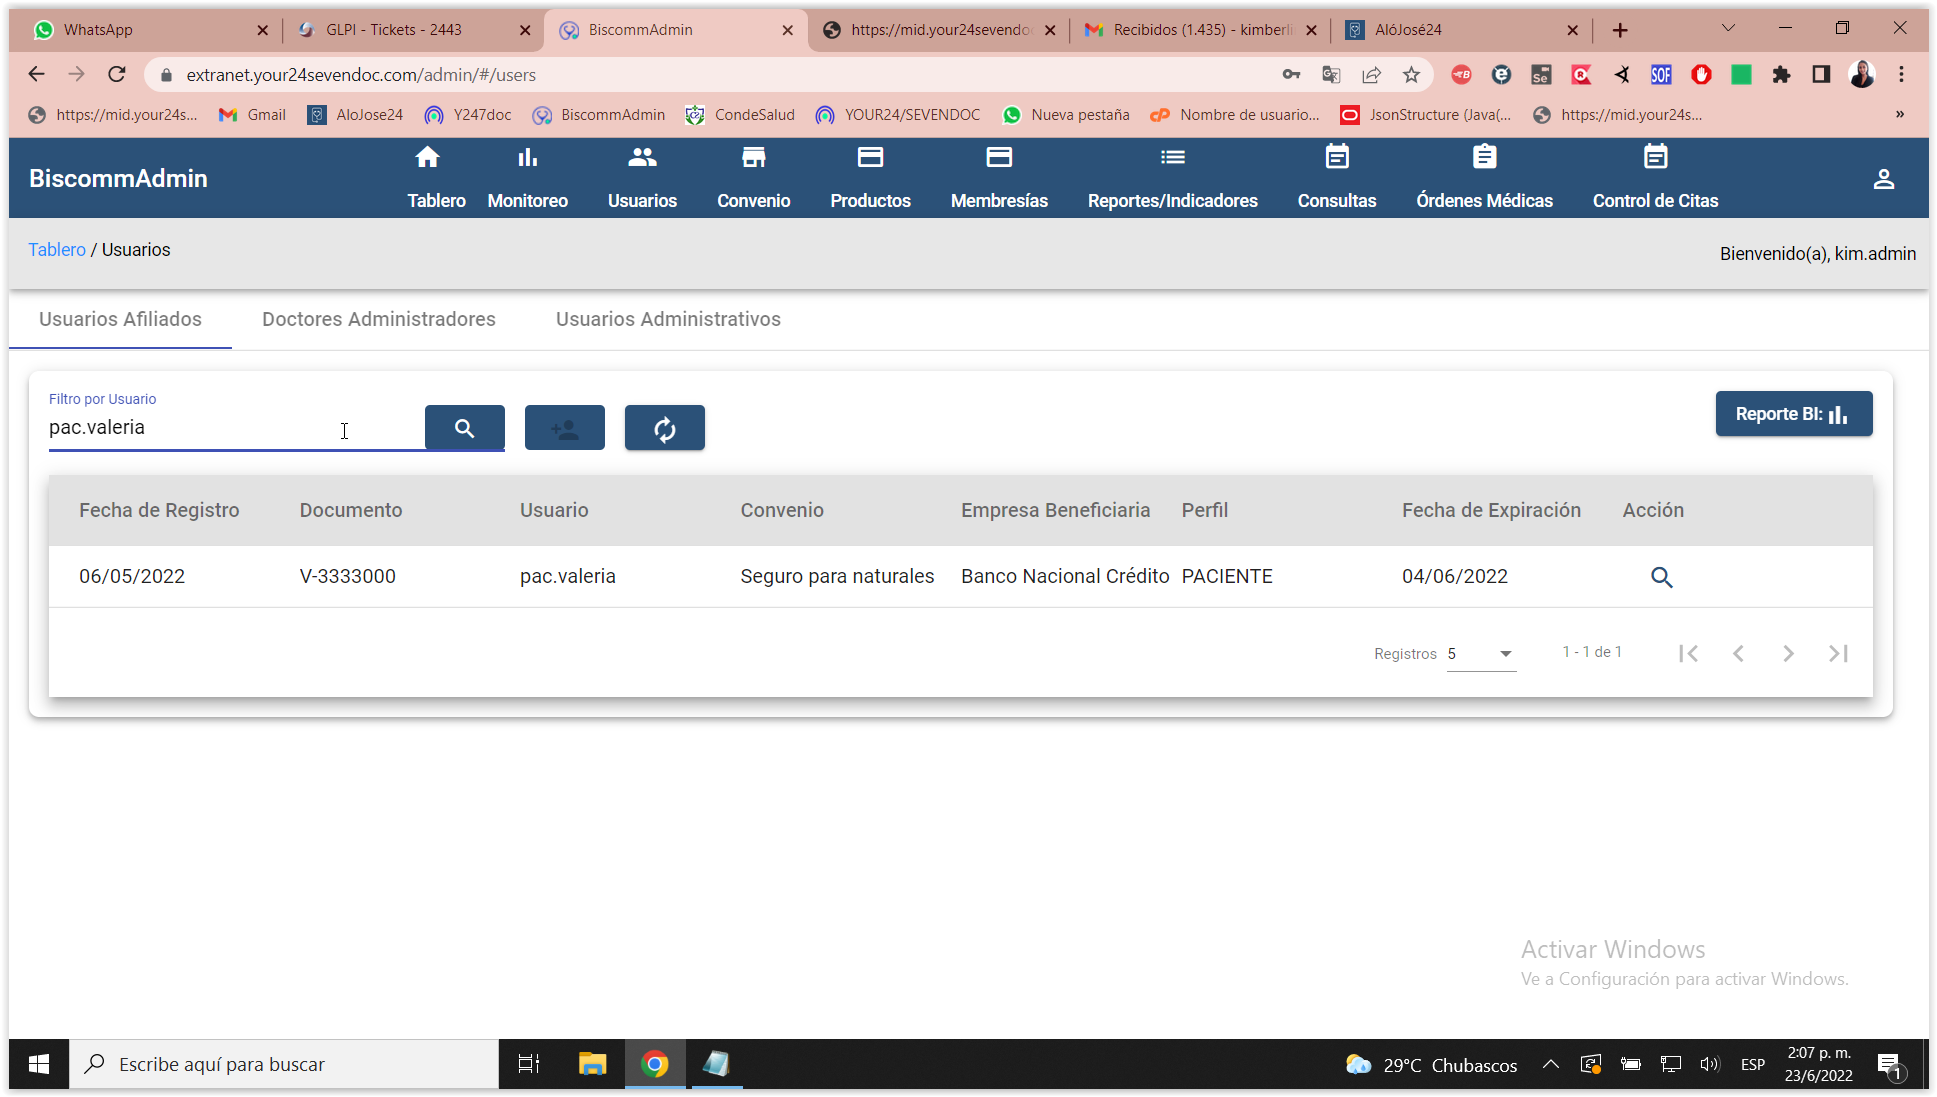 WhatsApp
GLPI - Tickets - 2443
BiscommAdmin
https://mid.your24sevendo
Recibidos (1.435) - kimberli
AlóJosé24
extranet.your24sevendoc.com/admin/#/users
https://mid.your24s...
Gmail
AloJose24
Y247doc
BiscommAdmin
CondeSalud
YOUR24/SEVENDOC
Nueva pestaña
Nombre de usuario...
JsonStructure (Java(...
https://mid.your24s...
»
BiscommAdmin
Tablero
Monitoreo
Usuarios
Convenio
Productos
Membresías
Reportes/Indicadores
Consultas
Órdenes Médicas
Control de Citas
Tablero / Usuarios
Bienvenido(a), kim.admin
Usuarios Afiliados
Doctores Administradores
Usuarios Administrativos
Filtro por Usuario
pac.valeria
Reporte BI:
Fecha de Registro
Documento
Usuario
Convenio
Empresa Beneficiaria
Perfil
Fecha de Expiración
Acción
06/05/2022
V-3333000
pac.valeria
Seguro para naturales
Banco Nacional Crédito
PACIENTE
04/06/2022
Registros 5
1 - 1 de 1
Activar Windows
Ve a Configuración para activar Windows.
Escribe aquí para buscar
29°C Chubascos
ESP
2:07 p. m.
23/6/2022
1